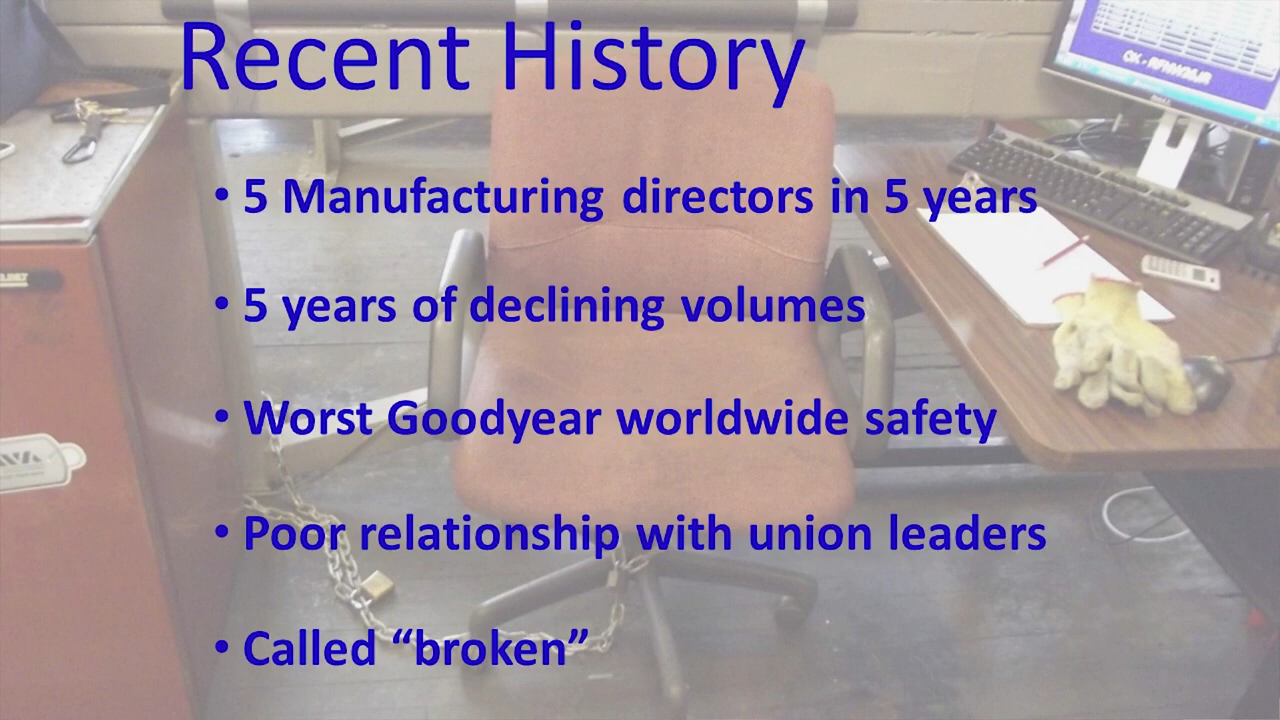 Recent History
• 5 Manufacturing directors in 5 years
• 5 years of declining volumes
• Worst Goodyear worldwide safety
• Poor relationship with union leaders
• Called “broken”